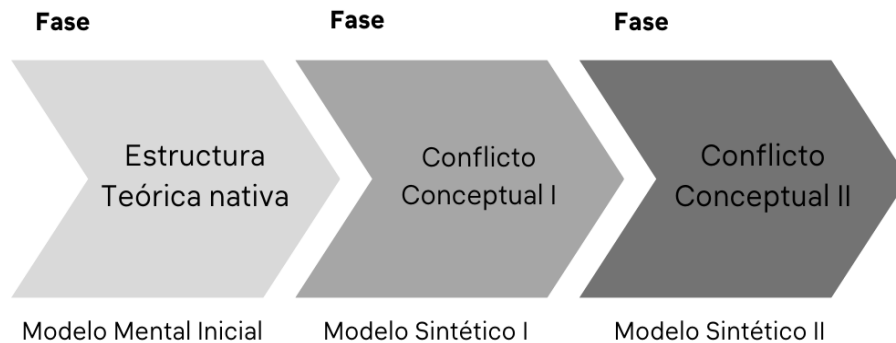 Fase
Fase
Fase
Estructura
Teórica nativa
Conflicto
Conceptual I
Conflicto
Conceptual II
Modelo Mental Inicial
Modelo Sintético I
Modelo Sintético II